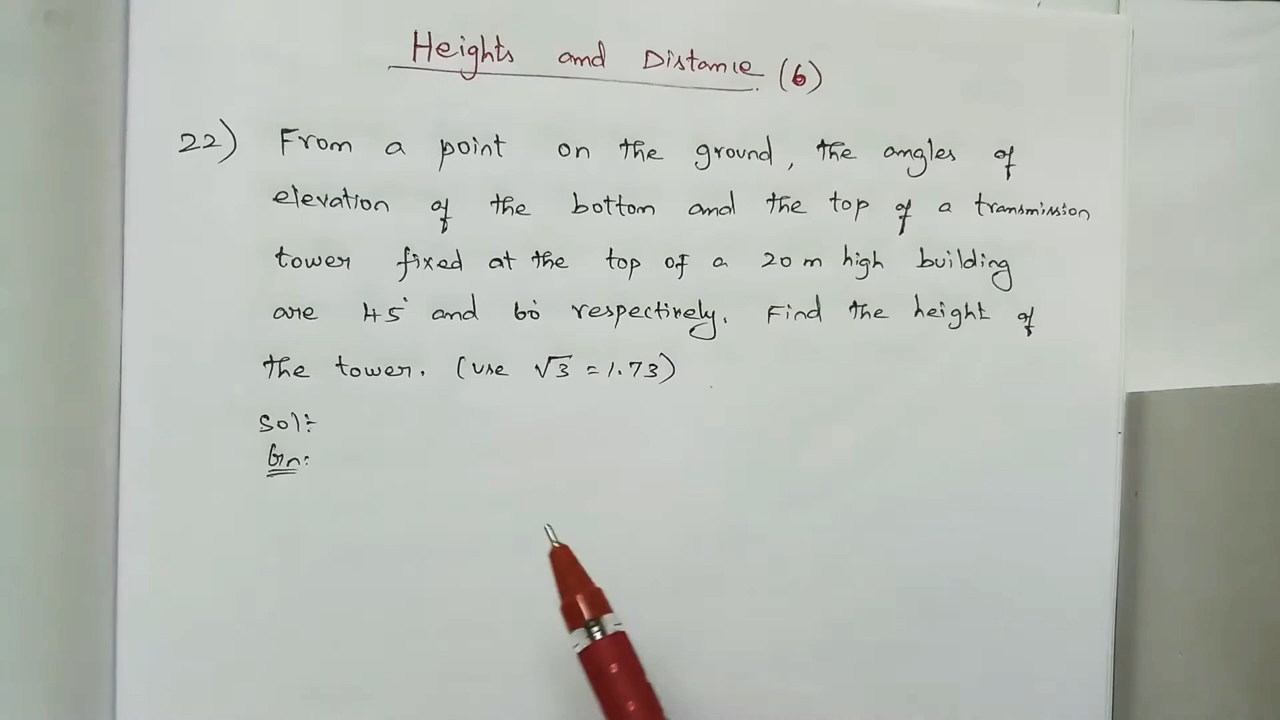 Heights and Distance (6)
22) From a point on the ground, the angles of
elevation of the bottom and the top of a transmission
tower fixed at the top of a 20 m high building
are 45° and 60° respectively. Find the height of
the tower. (use √3 = 1.73)
Sol:
Gn: